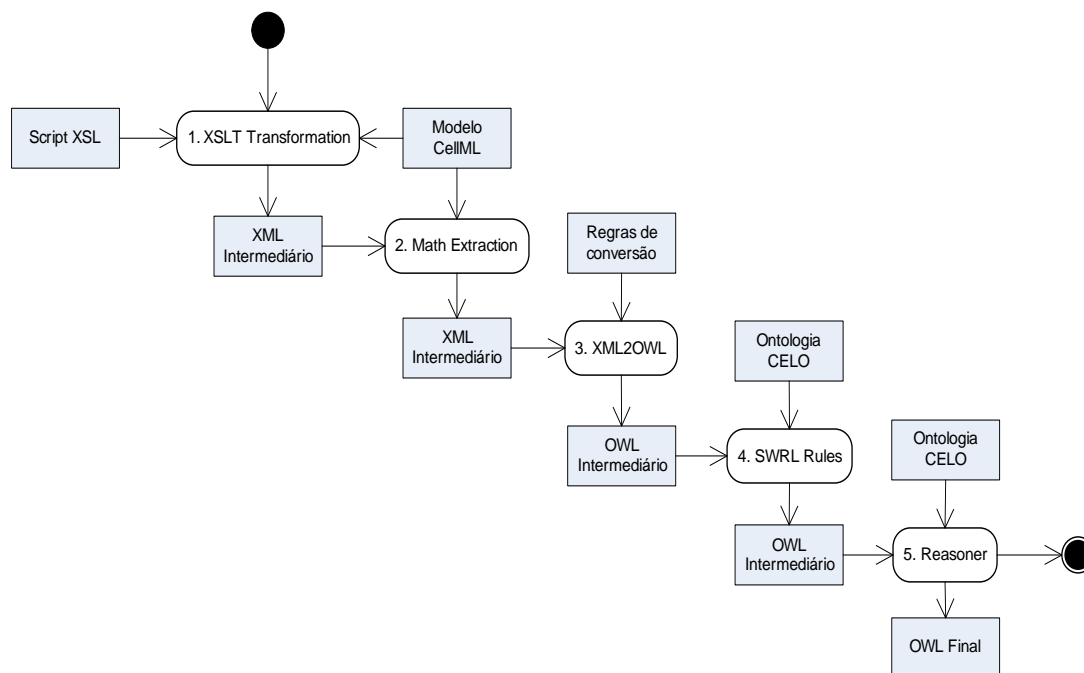 Script XSL
1. XSLT Transformation
Modelo
CellML
XML
Intermediário
2. Math Extraction
Regras de
conversão
XML
Intermediário
3. XML2OWL
Ontologia
CELO
OWL
Intermediário
4. SWRL Rules
Ontologia
CELO
OWL
Intermediário
5. Reasoner
OWL Final